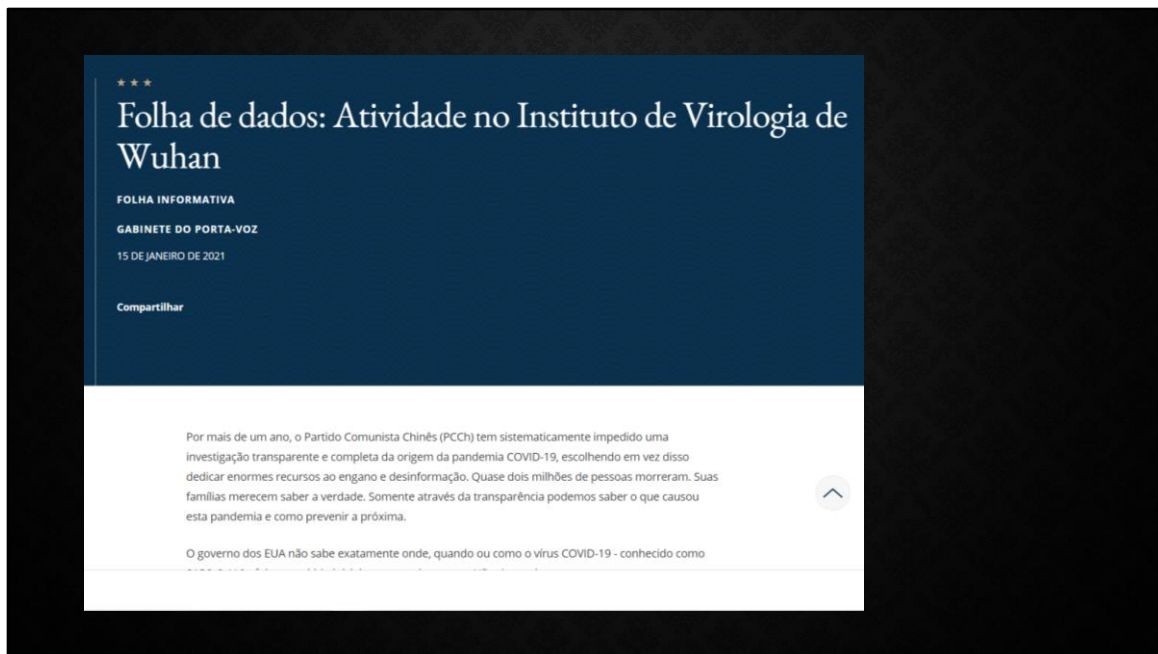 Folha de dados: Atividade no Instituto de Virologia de
Wuhan
FOLHA INFORMATIVA
GABINETE DO PORTA-VOZ
15 DE JANEIRO DE 2021
Compartilhar
Por mais de um ano, o Partido Comunista Chinês (PCCh) tem sistematicamente impedido uma
investigação transparente e completa da origem da pandemia COVID-19, escolhendo em vez disso
dedicar enormes recursos ao engano e desinformação. Quase dois milhões de pessoas morreram. Suas
famílias merecem saber a verdade. Somente através da transparência podemos saber o que causou
esta pandemia e como prevenir a próxima.
O governo dos EUA não sabe exatamente onde, quando ou como o vírus COVID-19 - conhecido como